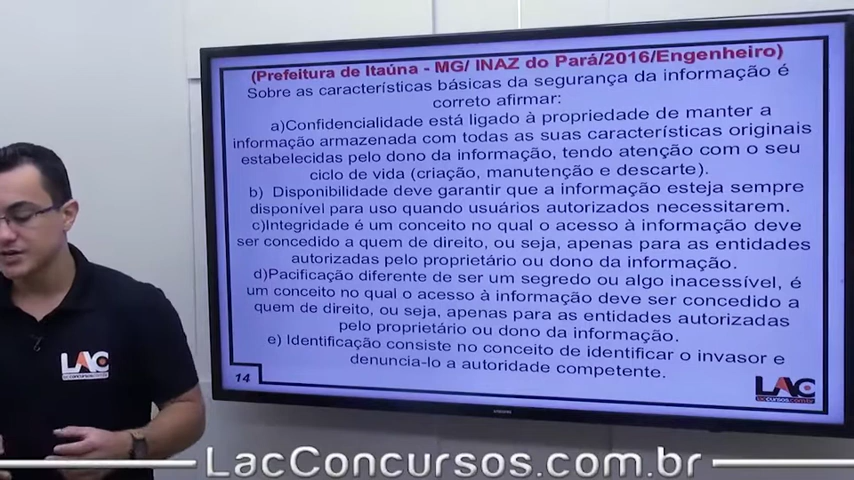 (Prefeitura de Itaúna - MG/ INAZ do Pará/2016/Engenheiro)
Sobre as características básicas da segurança da informação é
correto afirmar:
a)Confidencialidade está ligado à propriedade de manter a
informação armazenada com todas as suas características originais
estabelecidas pelo dono da informação, tendo atenção com o seu
ciclo de vida (criação, manutenção e descarte).
b) Disponibilidade deve garantir que a informação esteja sempre
disponível para uso quando usuários autorizados necessitarem.
c)Integridade é um conceito no qual o acesso à informação deve
ser concedido a quem de direito, ou seja, apenas para as entidades
autorizadas pelo proprietário ou dono da informação.
d)Pacificação diferente de ser um segredo ou algo inacessível, é
um conceito no qual o acesso à informação deve ser concedido a
quem de direito, ou seja, apenas para as entidades autorizadas
pelo proprietário ou dono da informação.
e) Identificação consiste no conceito de identificar o invasor e
denuncia-lo a autoridade competente.
14
LAC
LACCONCURSOS.COM.BR
LAC
LacConcursos.com.br